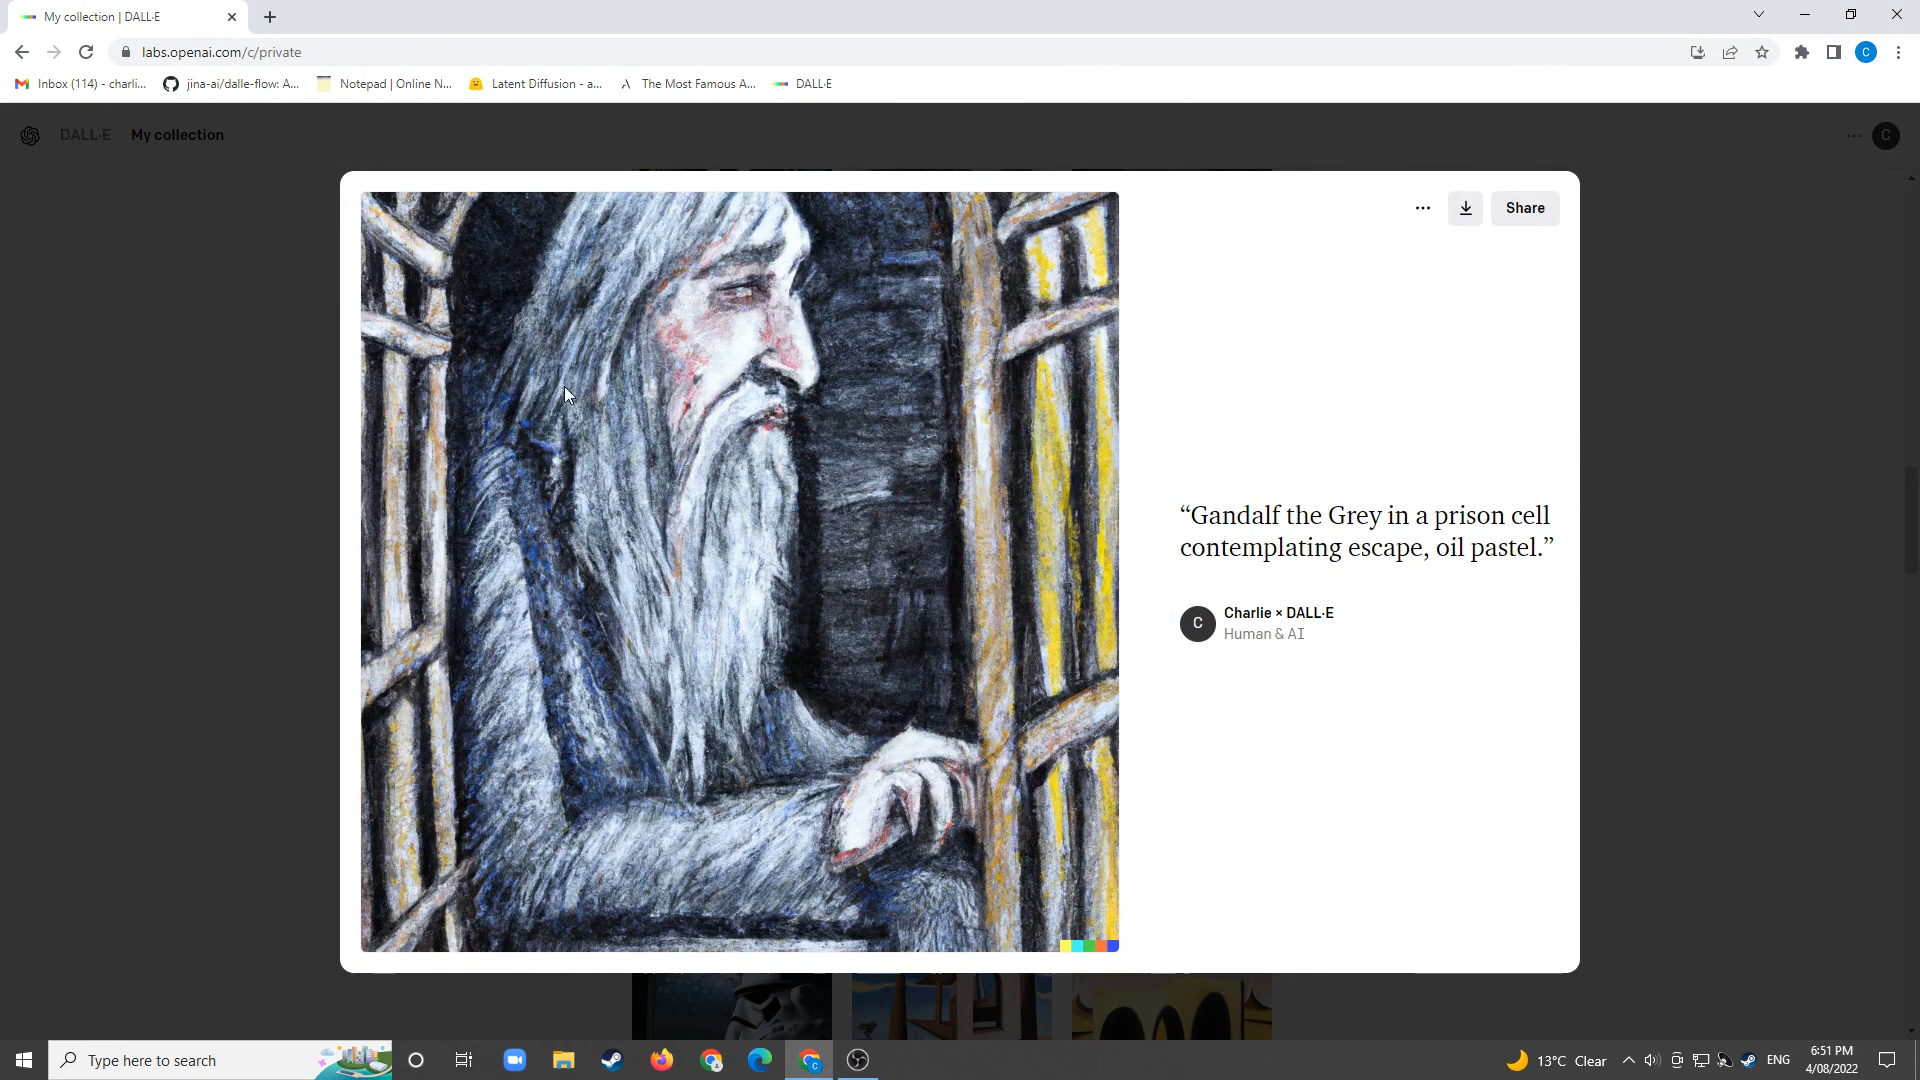 My collection | DALL·E
labs.openai.com/c/private
Inbox (114) - charli...
jina-ai/dalle-flow: A...
Notepad | Online N...
Latent Diffusion - a...
The Most Famous A...
DALL·E
DALL·E
My collection
C
C
Share
“Gandalf the Grey in a prison cell
contemplating escape, oil pastel.”
C
Charlie × DALL·E
Human & AI
Type here to search
13°C Clear
ENG
6:51 PM
4/08/2022